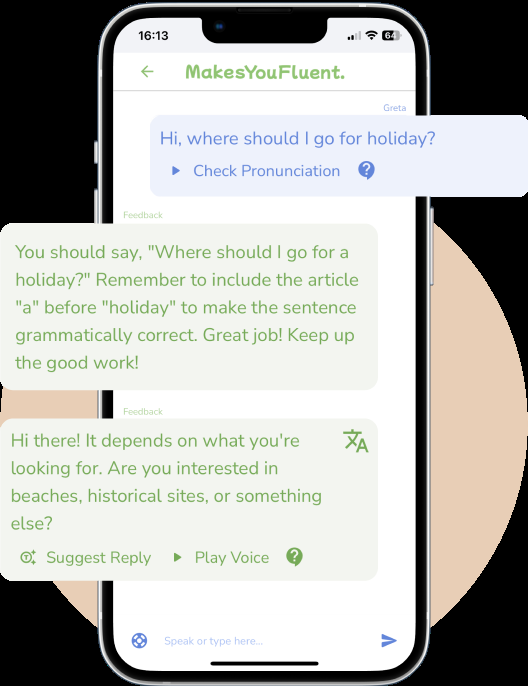 16:13
64
MakesYouFluent.
Greta
Hi, where should I go for holiday?
Check Pronunciation
Feedback
You should say, "Where should I go for a
holiday?" Remember to include the article
"a" before "holiday" to make the sentence
grammatically correct. Great job! Keep up
the good work!
Feedback
Hi there! It depends on what you're
looking for. Are you interested in
beaches, historical sites, or something
else?
Suggest Reply Play Voice
Speak or type here...